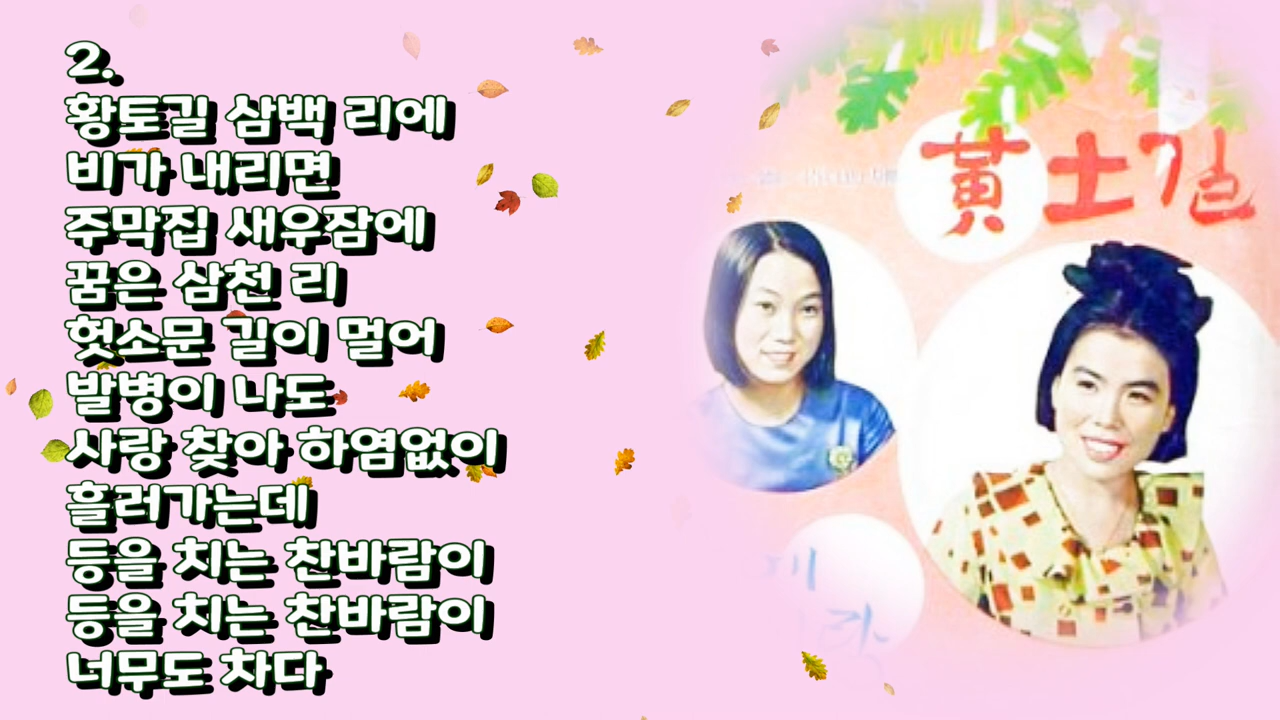 2.
황토길 삼백 리에
비가 내리면
주막집 새우잠에
꿈은 삼천 리
헛소문 길이 멀어
발병이 나도
사랑 찾아 하염없이
흘러가는데
등을 치는 찬바람이
등을 치는 찬바람이
너무도 차다
黃土길